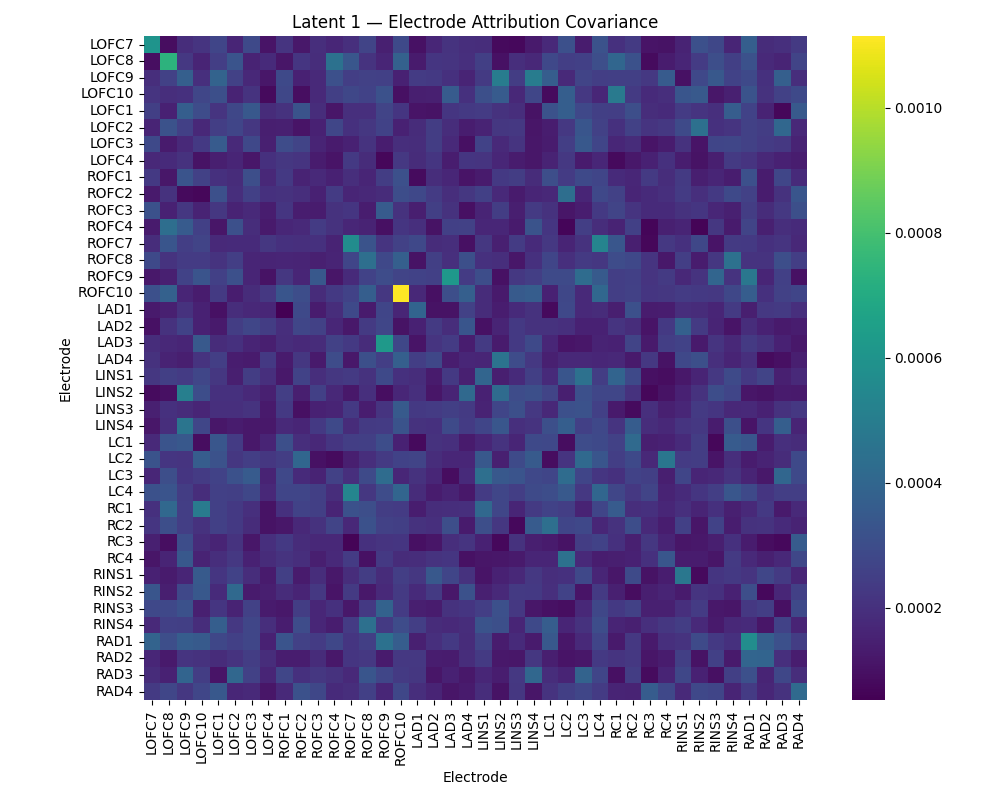 Latent 1 — Electrode Attribution Covariance
LOFC7
LOFC8
LOFC9
LOFC10
LOFC1
LOFC2
LOFC3
LOFC4
ROFC1
ROFC2
ROFC3
ROFC4
ROFC7
ROFC8
ROFC9
ROFC10
LAD1
LAD2
LAD3
LAD4
LINS1
LINS2
LINS3
LINS4
LC1
LC2
LC3
LC4
RC1
RC2
RC3
RC4
RINS1
RINS2
RINS3
RINS4
RAD1
RAD2
RAD3
RAD4
Electrode
LOFC7
LOFC8
LOFC9
LOFC10
LOFC1
LOFC2
LOFC3
LOFC4
ROFC1
ROFC2
ROFC3
ROFC4
ROFC7
ROFC8
ROFC9
ROFC10
LAD1
LAD2
LAD3
LAD4
LINS1
LINS2
LINS3
LINS4
LC1
LC2
LC3
LC4
RC1
RC2
RC3
RC4
RINS1
RINS2
RINS3
RINS4
RAD1
RAD2
RAD3
RAD4
Electrode
0.0010
0.0008
0.0006
0.0004
0.0002